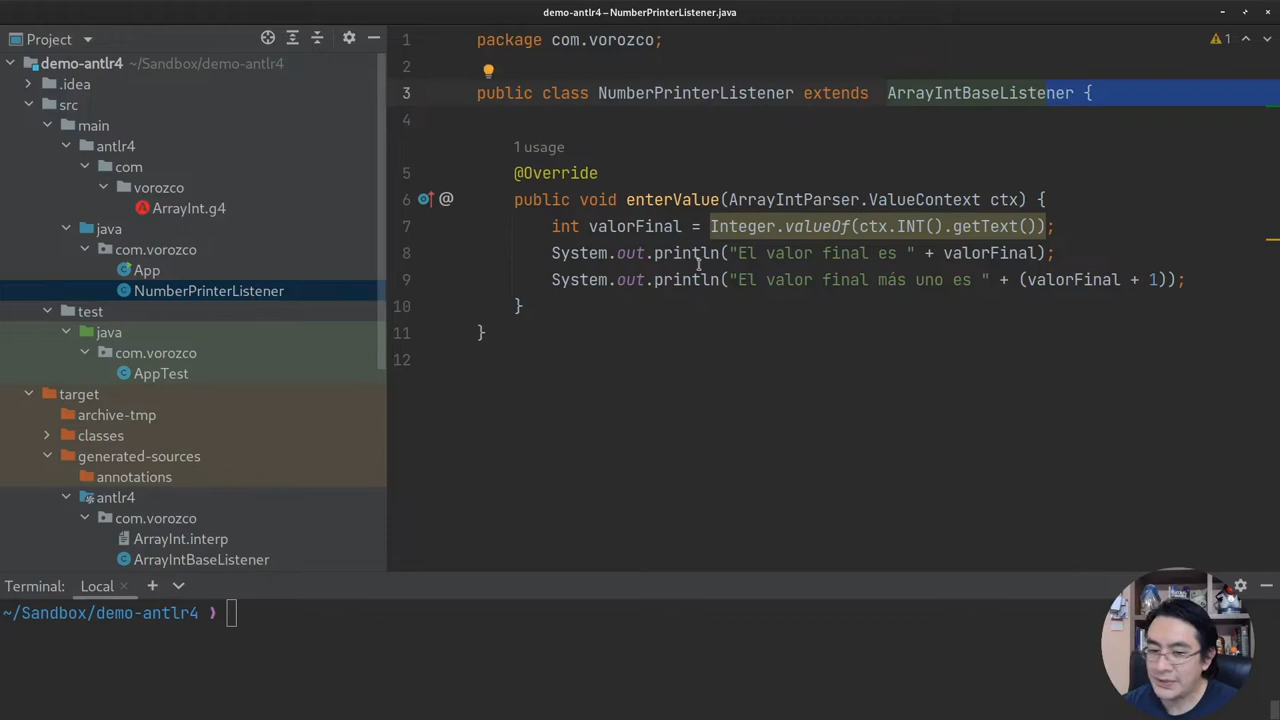 demo-antlr4 – NumberPrinterListener.java
Project
demo-antlr4 ~/Sandbox/demo-antlr4
.idea
src
main
antlr4
com
vorozco
ArrayInt.g4
java
com.vorozco
App
NumberPrinterListener
test
java
com.vorozco
AppTest
target
archive-tmp
classes
generated-sources
annotations
antlr4
com.vorozco
ArrayInt.interp
ArrayIntBaseListener
1 package com.vorozco;
1
2
3 public class NumberPrinterListener extends  ArrayIntBaseListener {
4
1 usage
5 @Override
6 @ public void enterValue(ArrayIntParser.ValueContext ctx) {
7 int valorFinal = Integer.valueOf(ctx.INT().getText());
8 System.out.println("El valor final es " + valorFinal);
9 System.out.println("El valor final más uno es " + (valorFinal + 1));
10 }
11 }
12
Terminal: Local × +
~/Sandbox/demo-antlr4 ❯